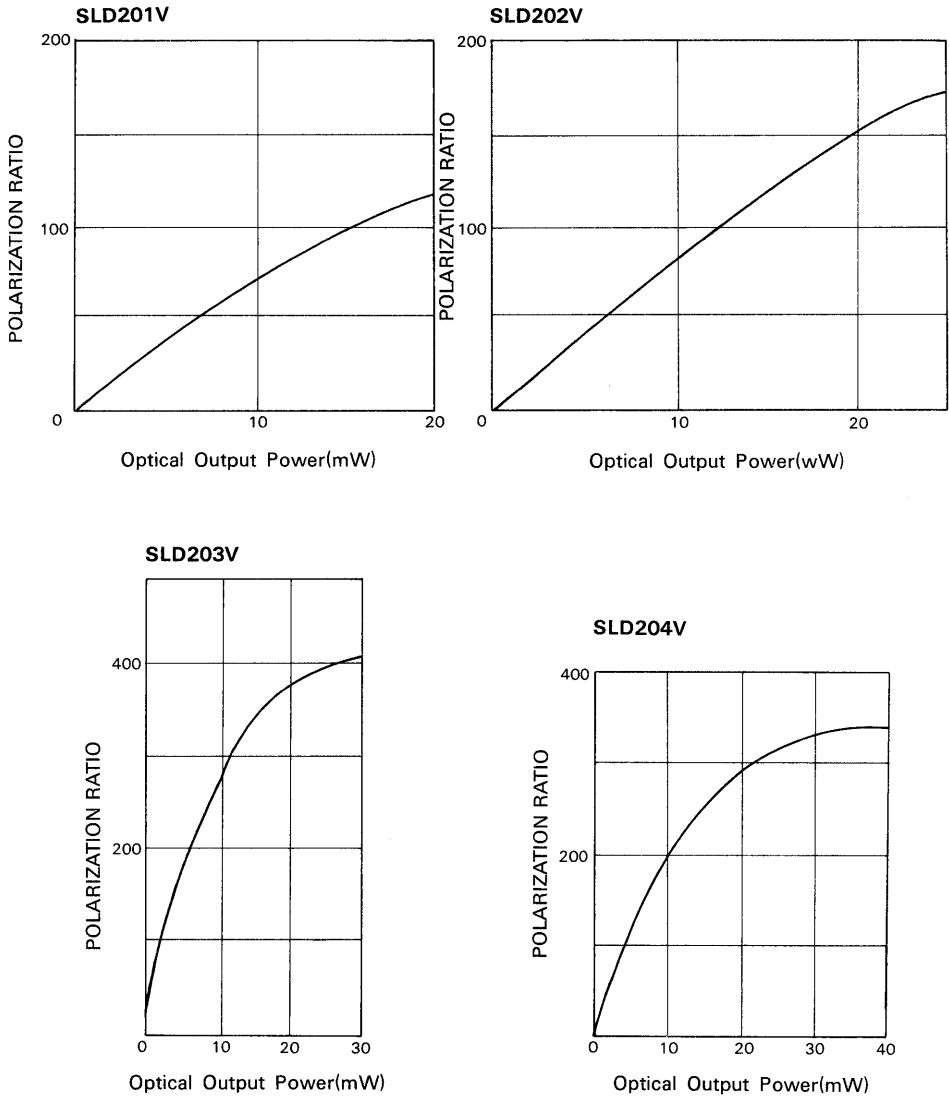 SLD201V
200
100
0
10
20
POLARIZATION RATIO
Optical Output Power(mW)
SLD202V
200
100
0
10
20
POLARIZATION RATIO
Optical Output Power(wW)
SLD203V
400
200
0
10
20
30
POLARIZATION RATIO
Optical Output Power(mW)
SLD204V
400
200
0
10
20
30
40
POLARIZATION RATIO
Optical Output Power(mW)